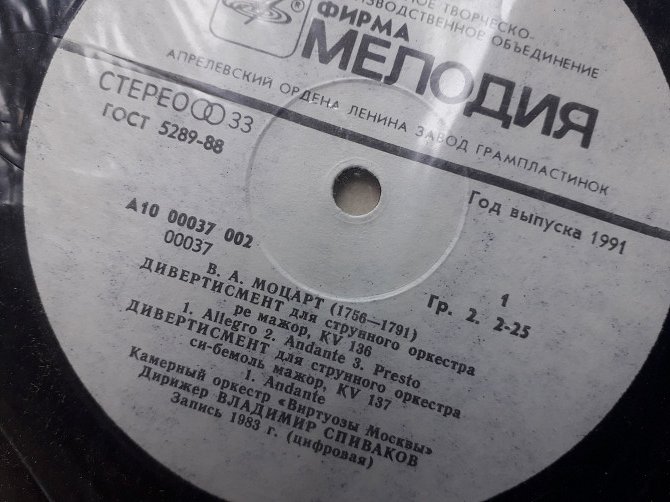 ТВОРЧЕСКО-
ПРОИЗВОДСТВЕННОЕ ОБЪЕДИНЕНИЕ
ФИРМА
МЕЛОДИЯ
АПРЕЛЕВСКИЙ ОРДЕНА ЛЕНИНА ЗАВОД ГРАМПЛАСТИНОК
СТЕРЕО 33
ГОСТ 5289-88
Год выпуска 1991
А10 00037 002
00037
1
Гр. 2. 2-25
В. А. МОЦАРТ (1756—1791)
ДИВЕРТИСМЕНТ для струнного оркестра
ре мажор, KV 136
1. Allegro 2. Andante 3. Presto
ДИВЕРТИСМЕНТ для струнного оркестра
си-бемоль мажор, KV 137
1. Andante
Камерный оркестр «Виртуозы Москвы»
Дирижер ВЛАДИМИР СПИВАКОВ
Запись 1983 г. (цифровая)